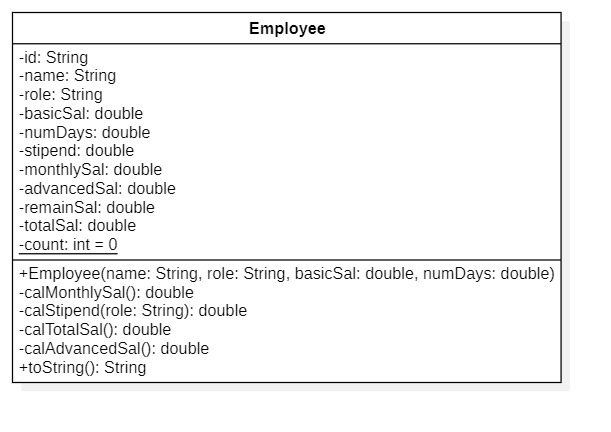 Employee
-id: String
-name: String
-role: String
-basicSal: double
-numDays: double
-stipend: double
-monthlySal: double
-advancedSal: double
-remainSal: double
-totalSal: double
-count: int = 0
+Employee(name: String, role: String, basicSal: double, numDays: double)
-calMonthlySal(): double
-calStipend(role: String): double
-calTotalSal(): double
-calAdvancedSal(): double
+toString(): String